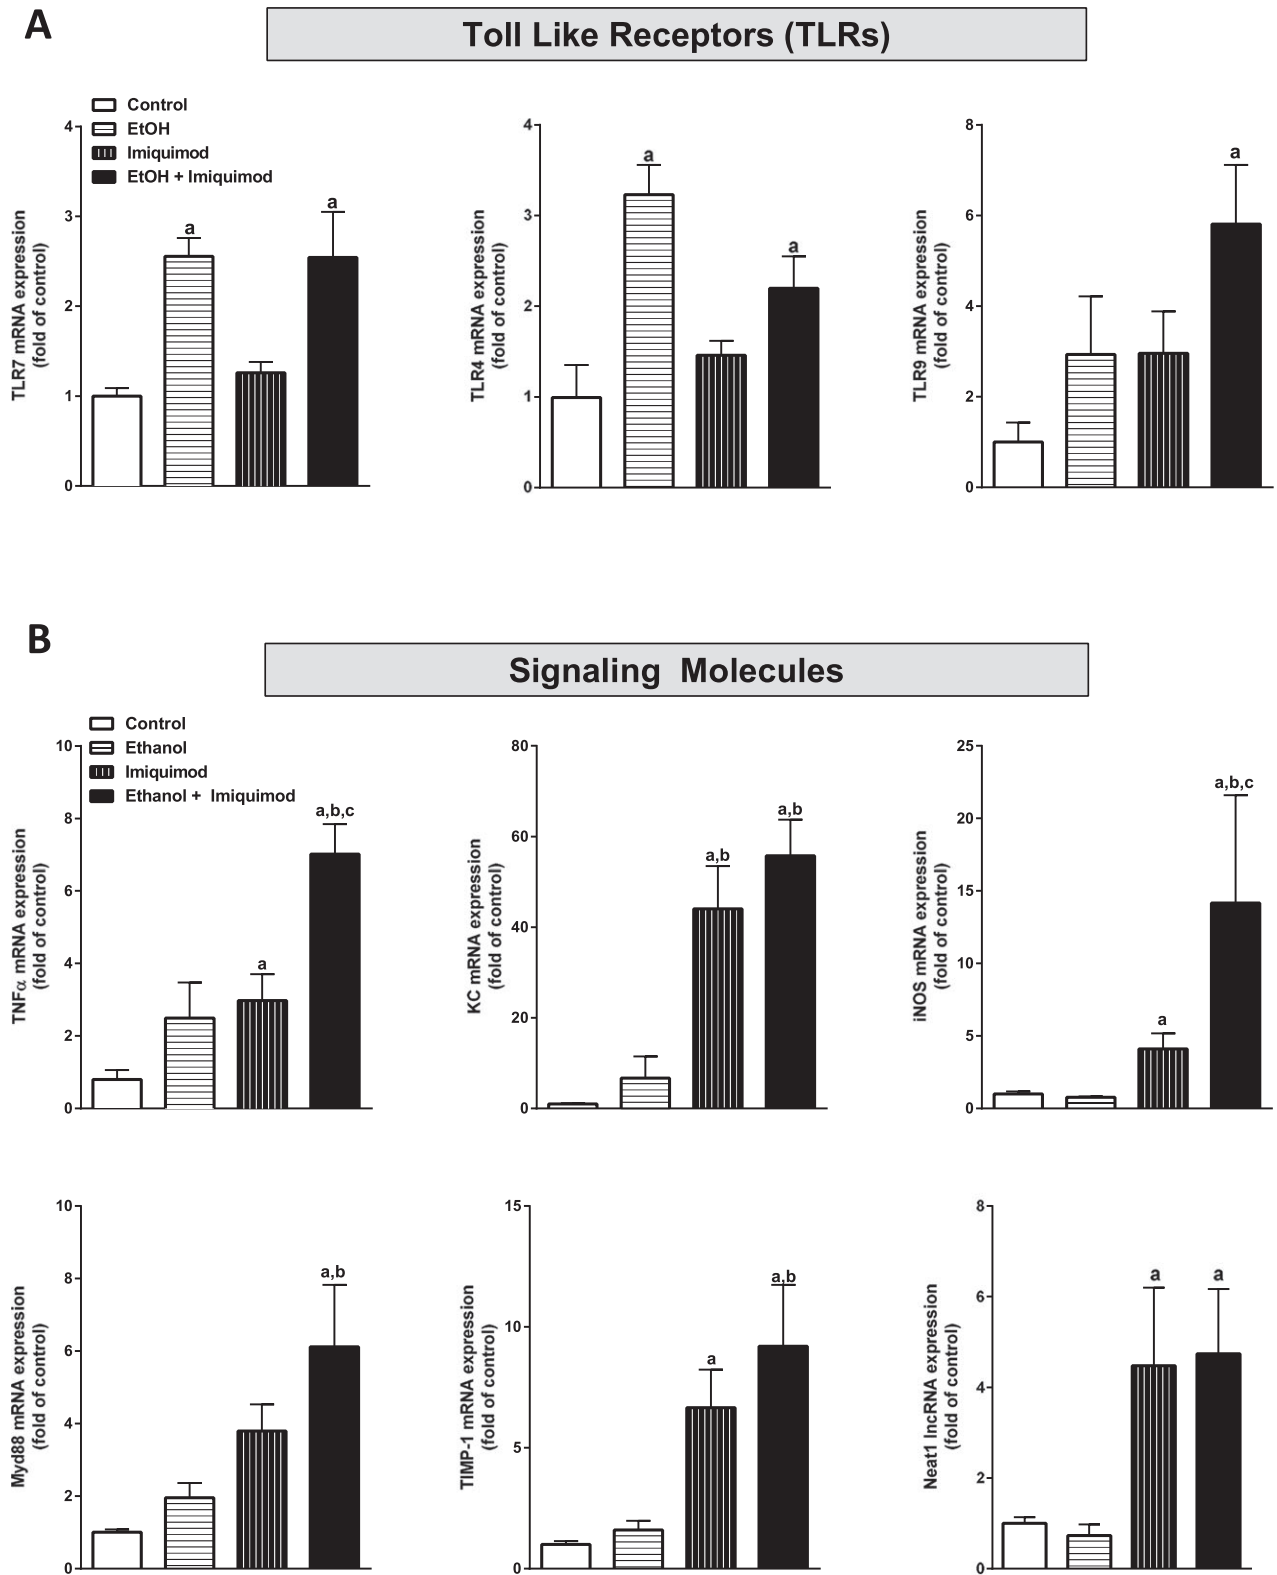 A
Toll Like Receptors (TLRs)
Control
EtOH
Imiquimod
EtOH + Imiquimod
TLR7 mRNA expression
(fold of control)
4
3
2
1
0
a
a
TLR4 mRNA expression
(fold of control)
4
3
2
1
0
a
a
TLR9 mRNA expression
(fold of control)
8
6
4
2
0
a
B
Signaling Molecules
Control
Ethanol
Imiquimod
Ethanol + Imiquimod
TNFα mRNA expression
(fold of control)
10
8
6
4
2
0
a
a,b,c
KC mRNA expression
(fold of control)
80
60
40
20
0
a,b
a,b
iNOS mRNA expression
(fold of control)
25
20
15
10
5
0
a
a,b,c
Myd88 mRNA expression
(fold of control)
10
8
6
4
2
0
a,b
TIMP-1 mRNA expression
(fold of control)
15
10
5
0
a
a,b
Neat1 lncRNA expression
(fold of control)
8
6
4
2
0
a
a